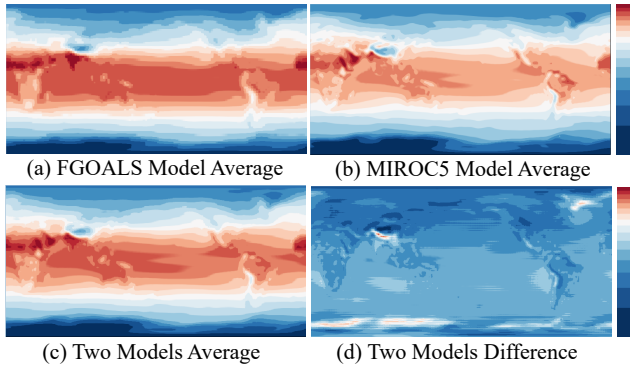 (a) FGOALS Model Average
(b) MIROC5 Model Average
(c) Two Models Average
(d) Two Models Difference